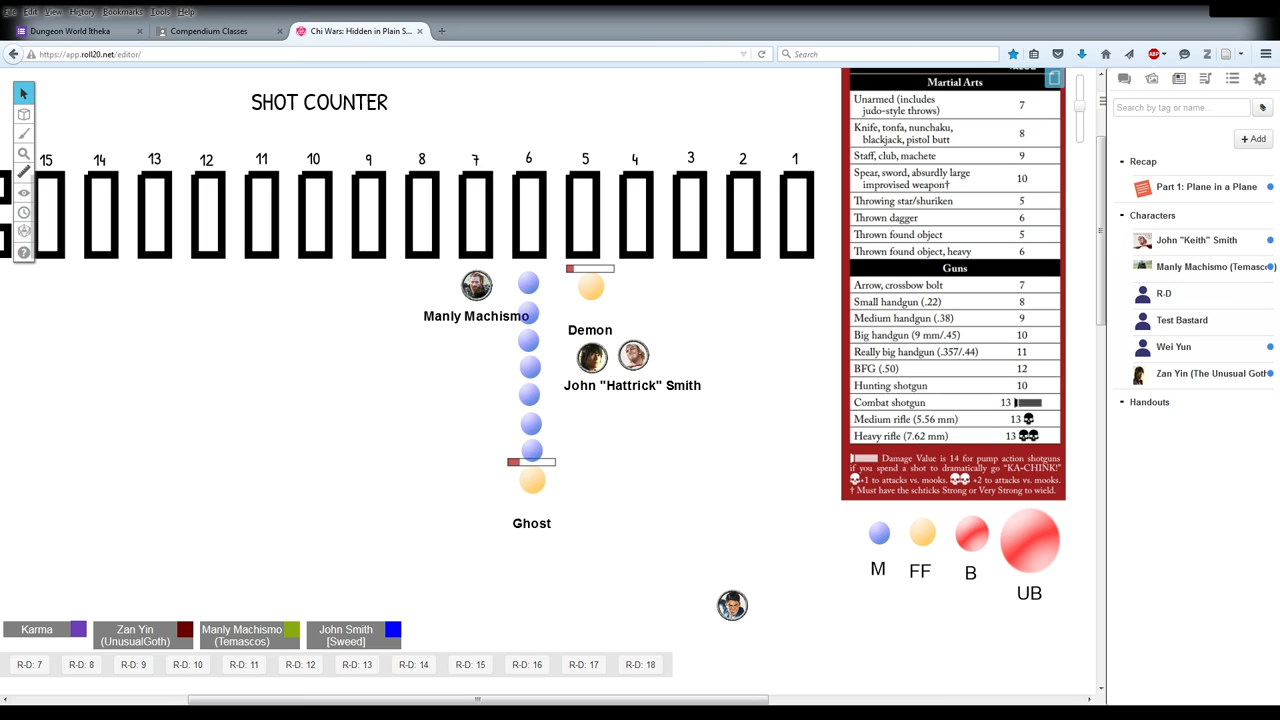 File Edit View History Bookmarks Tools Help
Dungeon World Itheka × Compendium Classes × Chi Wars: Hidden in Plain S... × +
https://app.roll20.net/editor/ Search ABP Z
SHOT COUNTER
15 14 13 12 11 10 9 8 7 6 5 4 3 2 1
Manly Machismo
Demon
John "Hattrick" Smith
Ghost
Martial Arts
Unarmed (includes
judo-style throws) 7
Knife, tonfa, nunchaku,
blackjack, pistol butt 8
Staff, club, machete 9
Spear, sword, absurdly large
improvised weapon† 10
Throwing star/shuriken 5
Thrown dagger 6
Thrown found object 5
Thrown found object, heavy 6
Guns
Arrow, crossbow bolt 7
Small handgun (.22) 8
Medium handgun (.38) 9
Big handgun (9 mm/.45) 10
Really big handgun (.357/.44) 11
BFG (.50) 12
Hunting shotgun 10
Combat shotgun 13
Medium rifle (5.56 mm) 13
Heavy rifle (7.62 mm) 13
Damage Value is 14 for pump action shotguns
if you spend a shot to dramatically go "KA-CHINK!"
+1 to attacks vs. mooks. +2 to attacks vs. mooks.
† Must have the schticks Strong or Very Strong to wield.
M FF B UB
Karma
Zan Yin
(UnusualGoth)
Manly Machismo
(Temascos)
John Smith
[Sweed]
R-D: 7 R-D: 8 R-D: 9 R-D: 10 R-D: 11 R-D: 12 R-D: 13 R-D: 14 R-D: 15 R-D: 16 R-D: 17 R-D: 18
Search by tag or name...
+ Add
Recap
Part 1: Plane in a Plane
Characters
John "Keith" Smith
Manly Machismo (Temasco)
R-D
Test Bastard
Wei Yun
Zan Yin (The Unusual Goth
Handouts